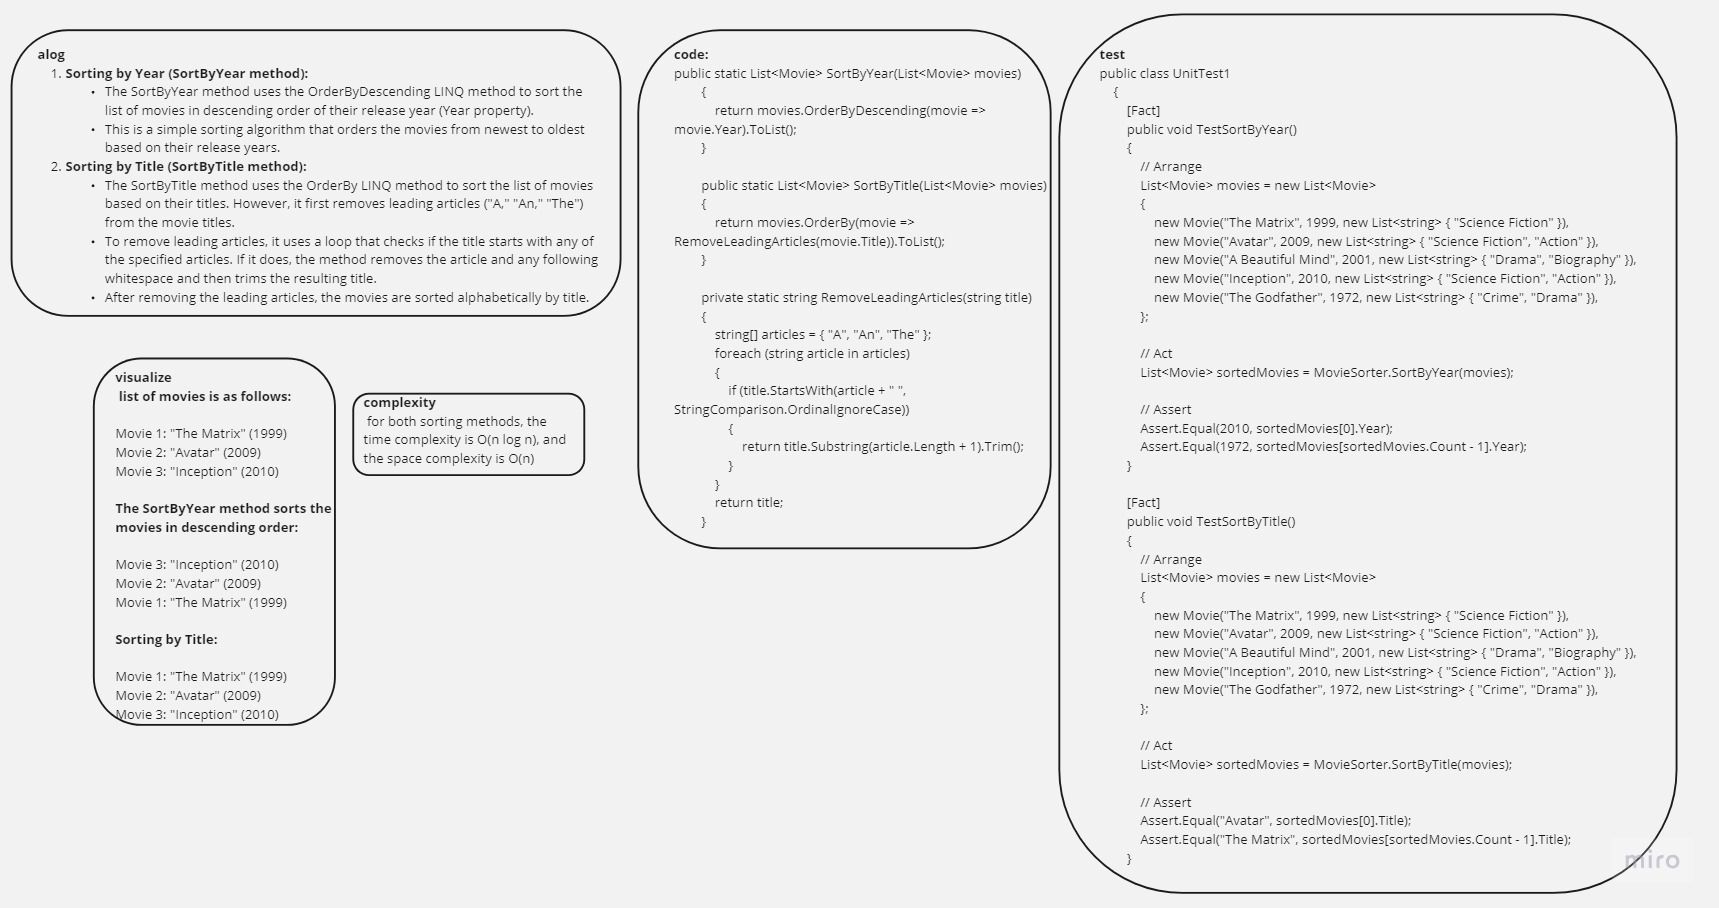 alog
1. Sorting by Year (SortByYear method):
• The SortByYear method uses the OrderByDescending LINQ method to sort the
list of movies in descending order of their release year (Year property).
• This is a simple sorting algorithm that orders the movies from newest to oldest
based on their release years.
2. Sorting by Title (SortByTitle method):
• The SortByTitle method uses the OrderBy LINQ method to sort the list of movies
based on their titles. However, it first removes leading articles ("A," "An," "The")
from the movie titles.
• To remove leading articles, it uses a loop that checks if the title starts with any of
the specified articles. If it does, the method removes the article and any following
whitespace and then trims the resulting title.
• After removing the leading articles, the movies are sorted alphabetically by title.
visualize
list of movies is as follows:
Movie 1: "The Matrix" (1999)
Movie 2: "Avatar" (2009)
Movie 3: "Inception" (2010)
The SortByYear method sorts the
movies in descending order:
Movie 3: "Inception" (2010)
Movie 2: "Avatar" (2009)
Movie 1: "The Matrix" (1999)
Sorting by Title:
Movie 1: "The Matrix" (1999)
Movie 2: "Avatar" (2009)
Movie 3: "Inception" (2010)
complexity
for both sorting methods, the
time complexity is O(n log n), and
the space complexity is O(n)
code:
public static List<Movie> SortByYear(List<Movie> movies)
{
return movies.OrderByDescending(movie =>
movie.Year).ToList();
}
public static List<Movie> SortByTitle(List<Movie> movies)
{
return movies.OrderBy(movie =>
RemoveLeadingArticles(movie.Title)).ToList();
}
private static string RemoveLeadingArticles(string title)
{
string[] articles = { "A", "An", "The" };
foreach (string article in articles)
{
if (title.StartsWith(article + " ",
StringComparison.OrdinalIgnoreCase))
{
return title.Substring(article.Length + 1).Trim();
}
}
return title;
}
test
public class UnitTest1
{
[Fact]
public void TestSortByYear()
{
// Arrange
List<Movie> movies = new List<Movie>
{
new Movie("The Matrix", 1999, new List<string> { "Science Fiction" }),
new Movie("Avatar", 2009, new List<string> { "Science Fiction", "Action" }),
new Movie("A Beautiful Mind", 2001, new List<string> { "Drama", "Biography" }),
new Movie("Inception", 2010, new List<string> { "Science Fiction", "Action" }),
new Movie("The Godfather", 1972, new List<string> { "Crime", "Drama" }),
};
// Act
List<Movie> sortedMovies = MovieSorter.SortByYear(movies);
// Assert
Assert.Equal(2010, sortedMovies[0].Year);
Assert.Equal(1972, sortedMovies[sortedMovies.Count - 1].Year);
}
[Fact]
public void TestSortByTitle()
{
// Arrange
List<Movie> movies = new List<Movie>
{
new Movie("The Matrix", 1999, new List<string> { "Science Fiction" }),
new Movie("Avatar", 2009, new List<string> { "Science Fiction", "Action" }),
new Movie("A Beautiful Mind", 2001, new List<string> { "Drama", "Biography" }),
new Movie("Inception", 2010, new List<string> { "Science Fiction", "Action" }),
new Movie("The Godfather", 1972, new List<string> { "Crime", "Drama" }),
};
// Act
List<Movie> sortedMovies = MovieSorter.SortByTitle(movies);
// Assert
Assert.Equal("Avatar", sortedMovies[0].Title);
Assert.Equal("The Matrix", sortedMovies[sortedMovies.Count - 1].Title);
}
miro